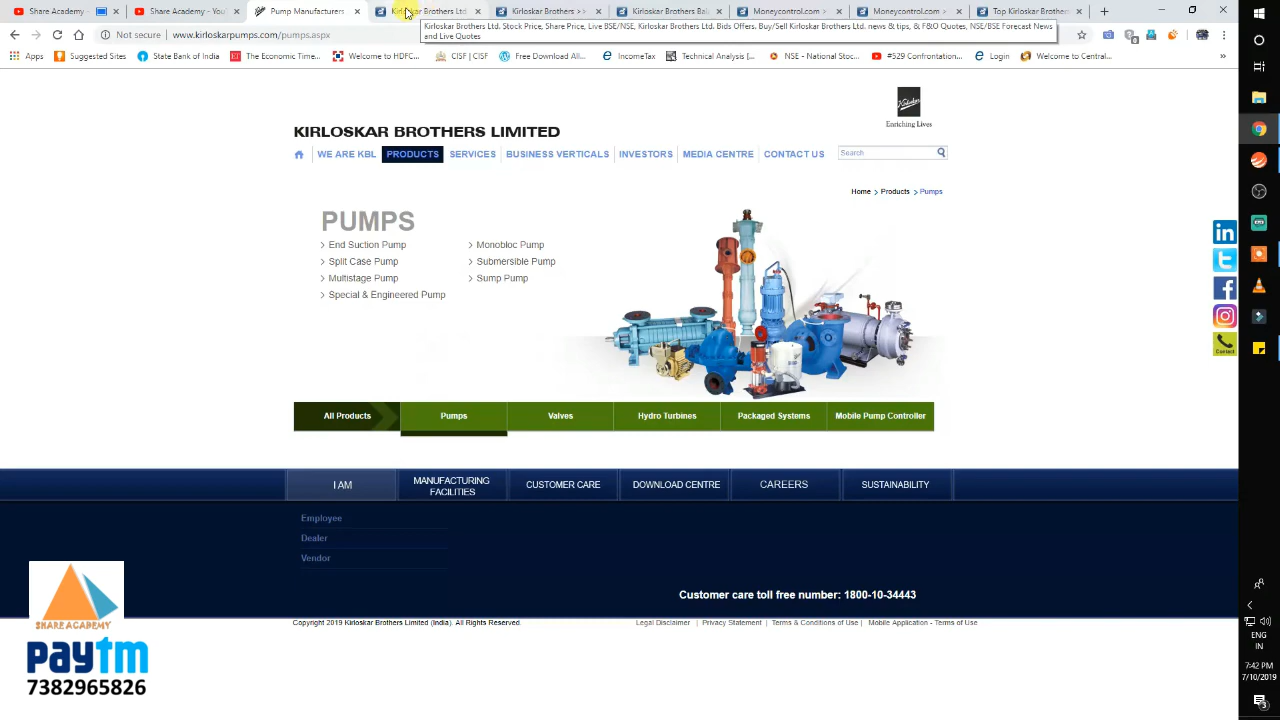 Share Academy - You
Share Academy - You
Pump Manufacturers
Kirloskar Brothers Ltd
Kirloskar Brothers
Kirloskar Brothers Bal
Moneycontrol.com >
Moneycontrol.com >
Top Kirloskar Brothers
Kirloskar Brothers Ltd. Stock Price, Share Price, Live BSE/NSE, Kirloskar Brothers Ltd. Bids Offers. Buy/Sell Kirloskar Brothers Ltd. news & tips, & F&O Quotes, NSE/BSE Forecast News
and Live Quotes
Not secure | www.kirloskarpumps.com/pumps.aspx
Apps
Suggested Sites
State Bank of India
The Economic Time...
Welcome to HDFC...
CISF | CISF
Free Download All...
IncomeTax
Technical Analysis [...
NSE - National Stoc...
#529 Confrontation...
Login
Welcome to Central...
»
Kirloskar
Enriching Lives
KIRLOSKAR BROTHERS LIMITED
WE ARE KBL
PRODUCTS
SERVICES
BUSINESS VERTICALS
INVESTORS
MEDIA CENTRE
CONTACT US
Search
Home > Products > Pumps
PUMPS
End Suction Pump
Monobloc Pump
Split Case Pump
Submersible Pump
Multistage Pump
Sump Pump
Special & Engineered Pump
Contact
All Products
Pumps
Valves
Hydro Turbines
Packaged Systems
Mobile Pump Controller
I AM
MANUFACTURING
FACILITIES
CUSTOMER CARE
DOWNLOAD CENTRE
CAREERS
SUSTAINABILITY
Employee
Dealer
Vendor
Customer care toll free number: 1800-10-34443
Copyright 2019 Kirloskar Brothers Limited (India). All Rights Reserved.
Legal Disclaimer | Privacy Statement | Terms & Conditions of Use | Mobile Application - Terms of Use
SHARE ACADEMY
paytm
7382965826
ENG
IN
7:42 PM
7/10/2019